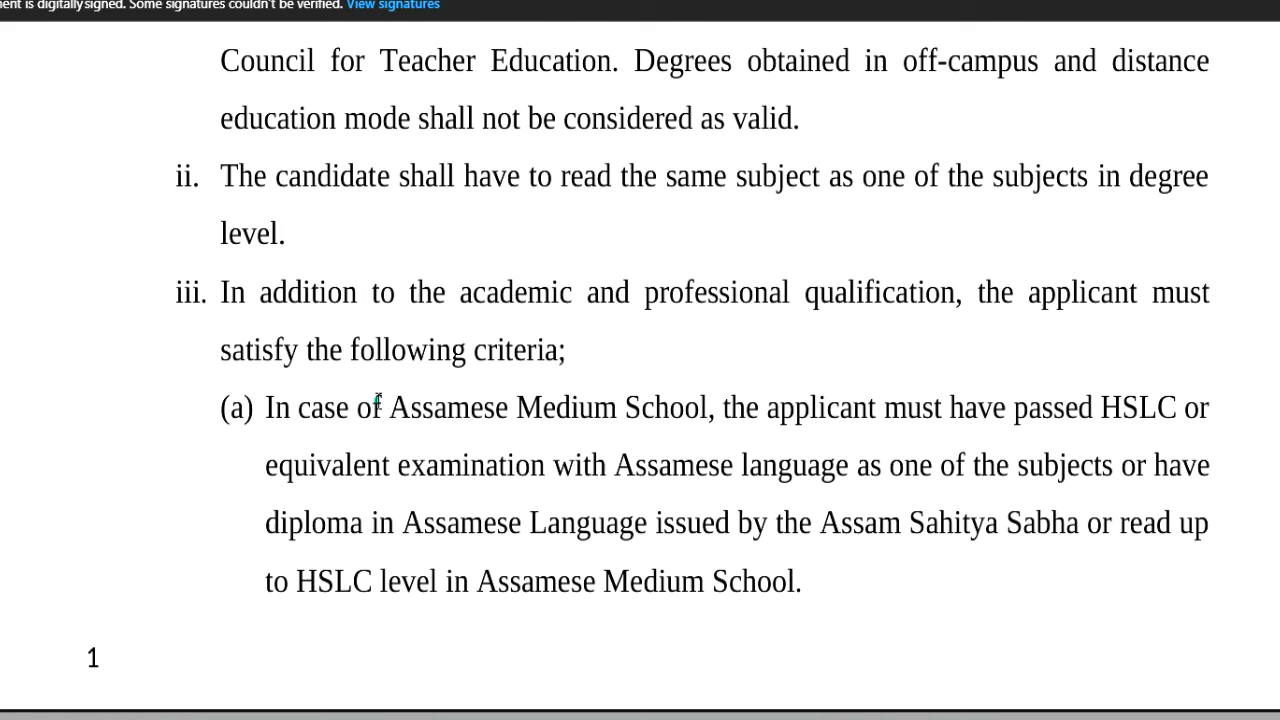 ment is digitally signed. Some signatures couldn't be verified. View signatures
Council for Teacher Education. Degrees obtained in off-campus and distance
education mode shall not be considered as valid.
ii. The candidate shall have to read the same subject as one of the subjects in degree
level.
iii. In addition to the academic and professional qualification, the applicant must
satisfy the following criteria;
(a) In case of Assamese Medium School, the applicant must have passed HSLC or
equivalent examination with Assamese language as one of the subjects or have
diploma in Assamese Language issued by the Assam Sahitya Sabha or read up
to HSLC level in Assamese Medium School.
1